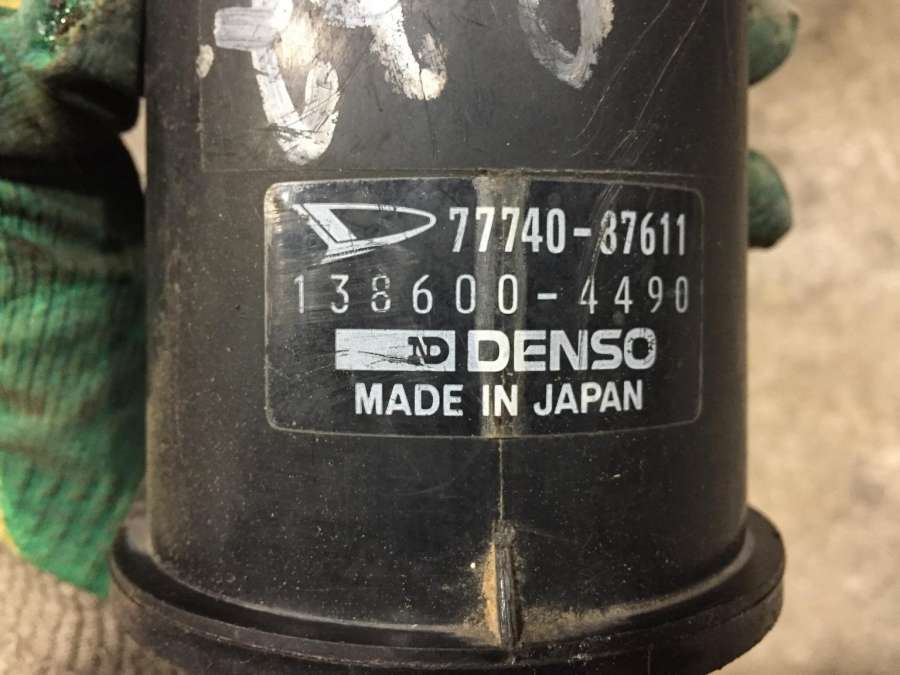 77740-87611
138600-4490
ND DENSO
MADE IN JAPAN